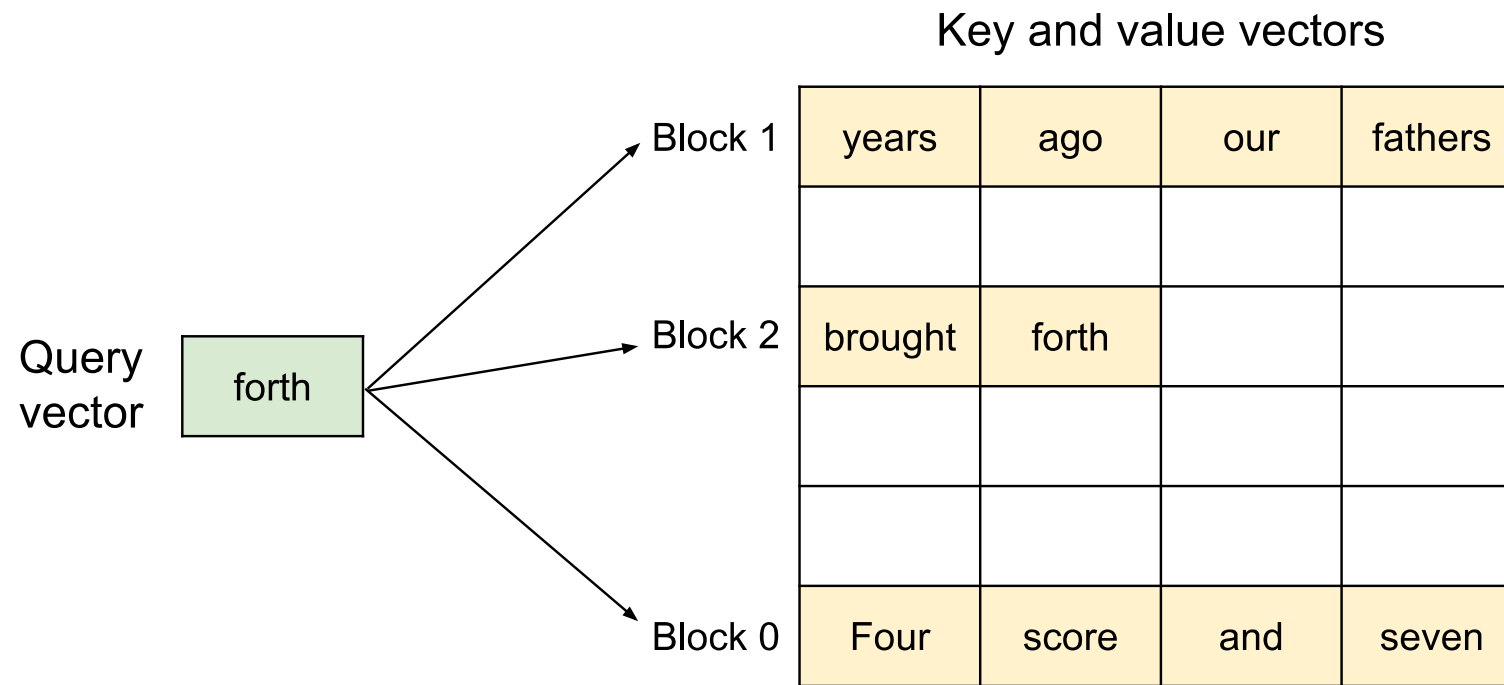 Key and value vectors
Block 1 years ago our fathers
Block 2 brought forth
Query
vector
forth
Block 0 Four score and seven